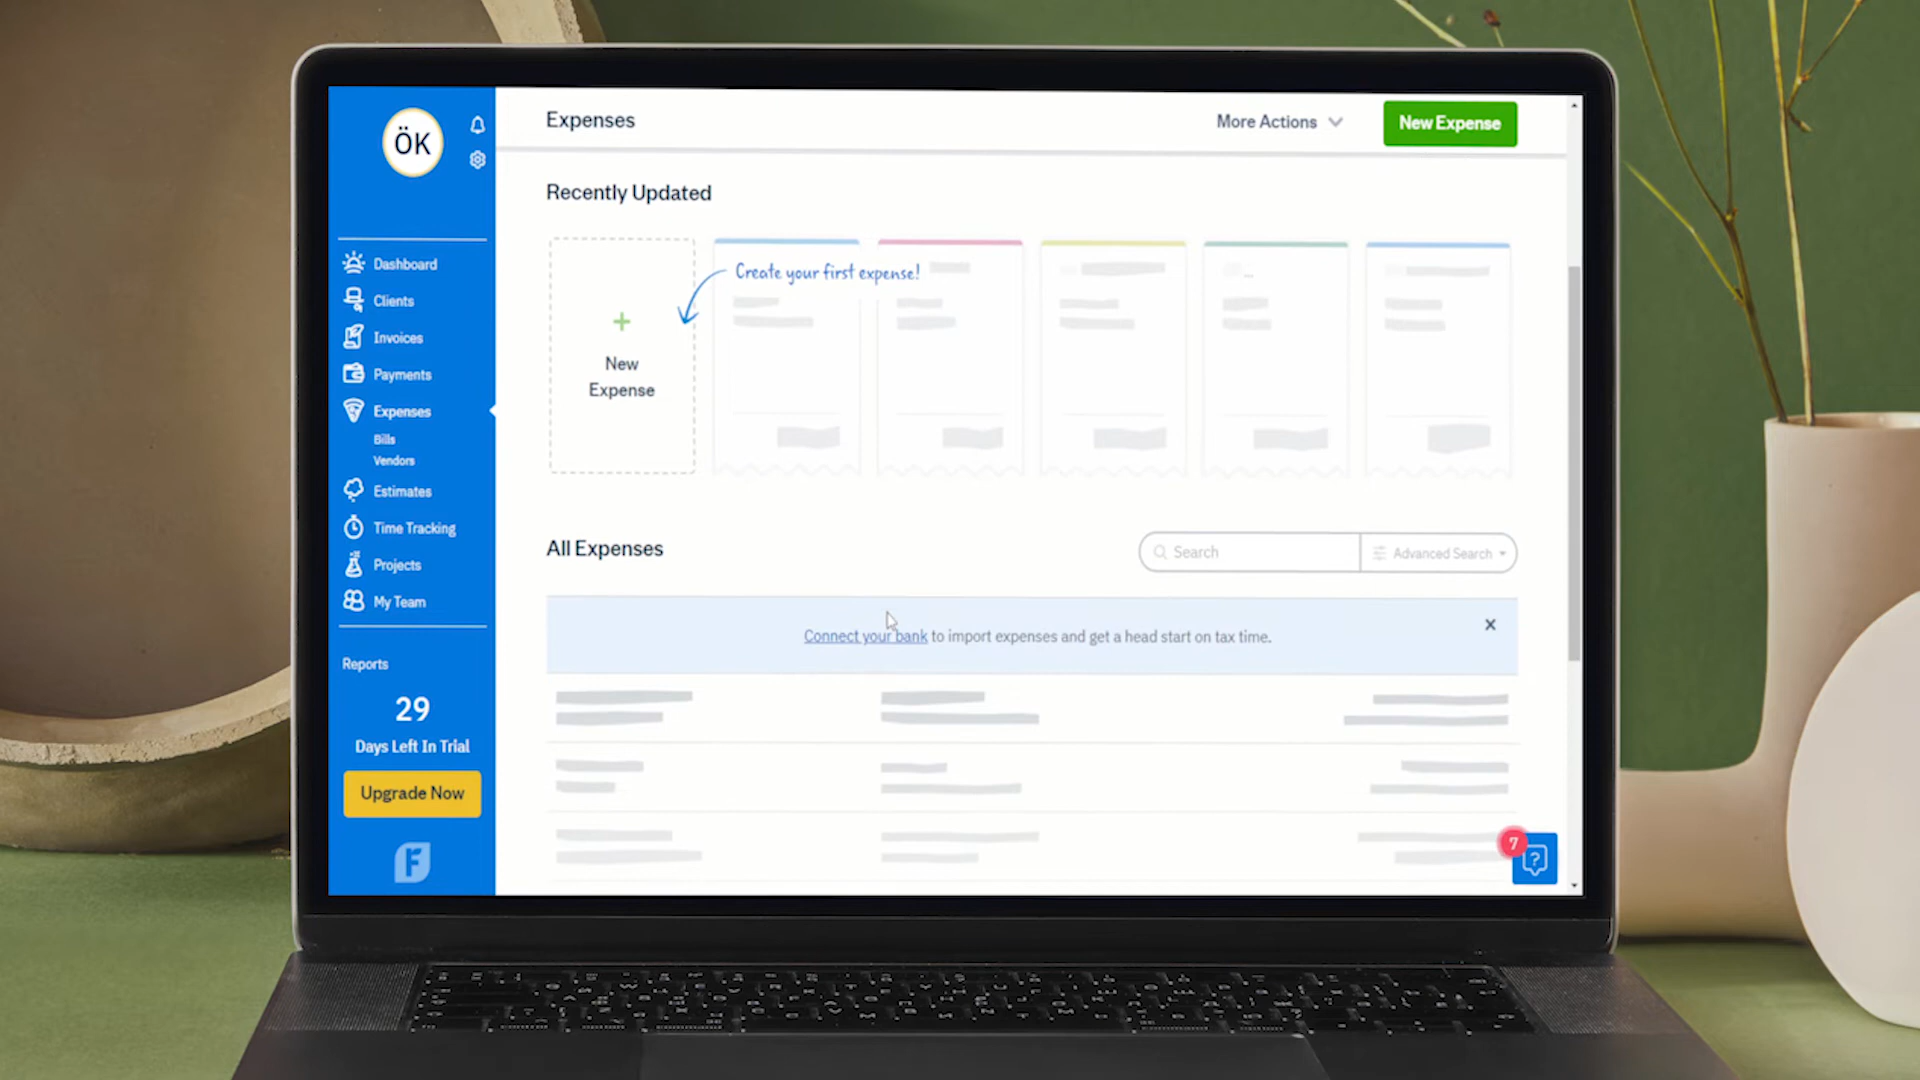 ÖK
Expenses
More Actions
New Expense
Recently Updated
Create your first expense!
New
Expense
Dashboard
Clients
Invoices
Payments
Expenses
Bills
Vendors
Estimates
Time Tracking
Projects
My Team
Reports
29
Days Left In Trial
Upgrade Now
F
All Expenses
Search
Advanced Search
Connect your bank to import expenses and get a head start on tax time.
7
?